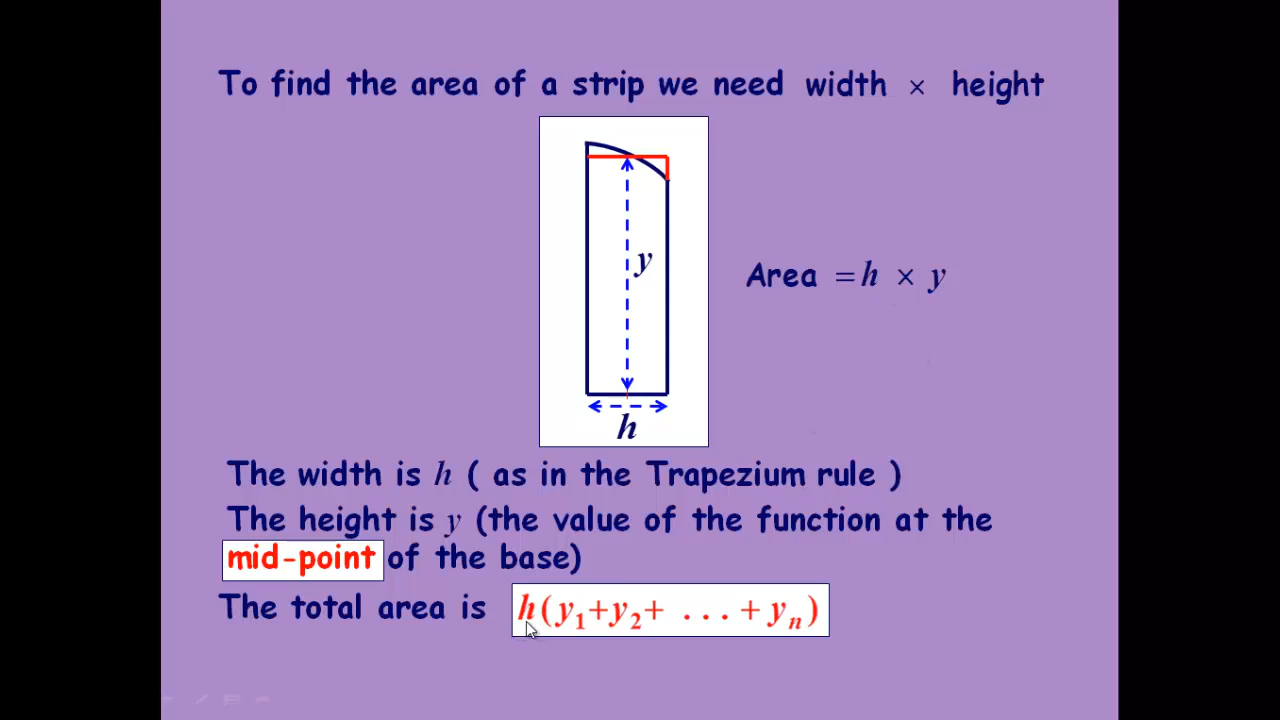 To find the area of a strip we need width × height
y
Area = h × y
h
The width is h ( as in the Trapezium rule )
The height is y (the value of the function at the
mid-point of the base)
The total area is h(y₁+y₂+ ...+ yₙ)